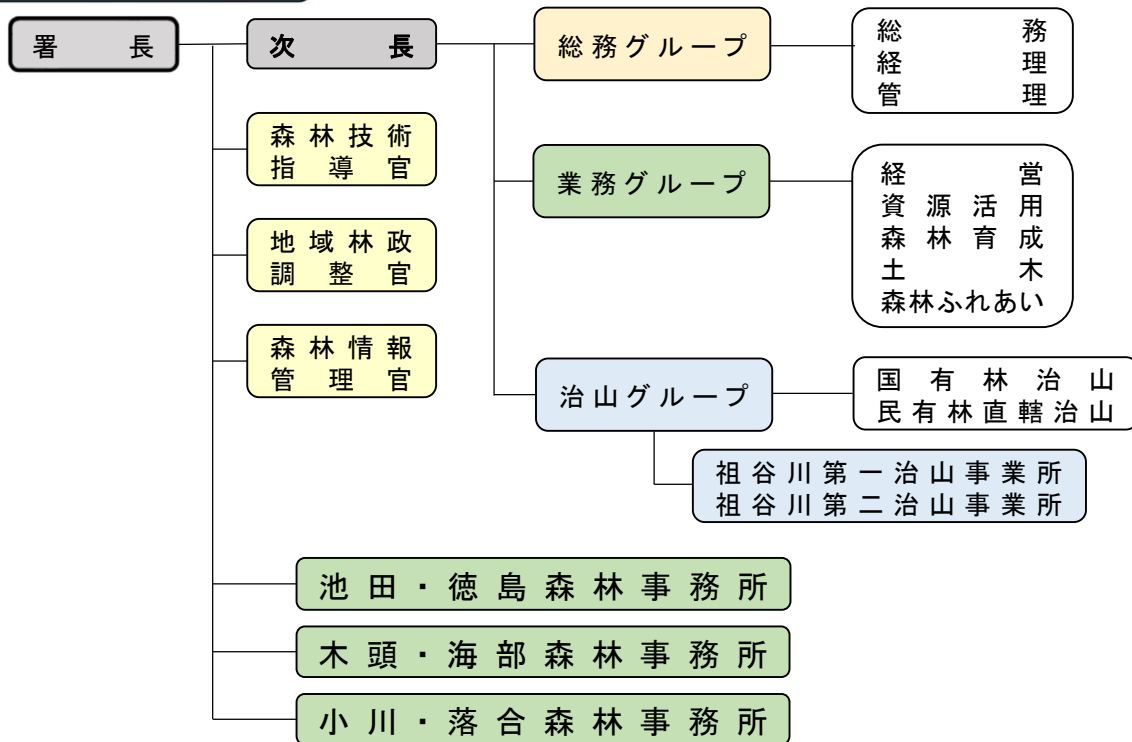 署長
次長
総務グループ
総務
経理
管理
森林技術
指導官
業務グループ
経営
資源活用
森林育成
土木
森林ふれあい
地域林政
調整官
森林情報
管理官
治山グループ
国有林治山
民有林直轄治山
祖谷川第一治山事業所
祖谷川第二治山事業所
池田・徳島森林事務所
木頭・海部森林事務所
小川・落合森林事務所